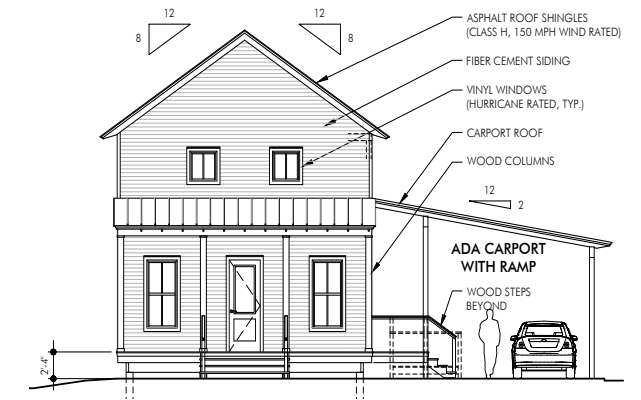 12
8
12
8
ASPHALT ROOF SHINGLES
(CLASS H, 150 MPH WIND RATED)
FIBER CEMENT SIDING
VINYL WINDOWS
(HURRICANE RATED, TYP.)
CARPORT ROOF
WOOD COLUMNS
12
2
ADA CARPORT
WITH RAMP
WOOD STEPS
BEYOND
2'-4"